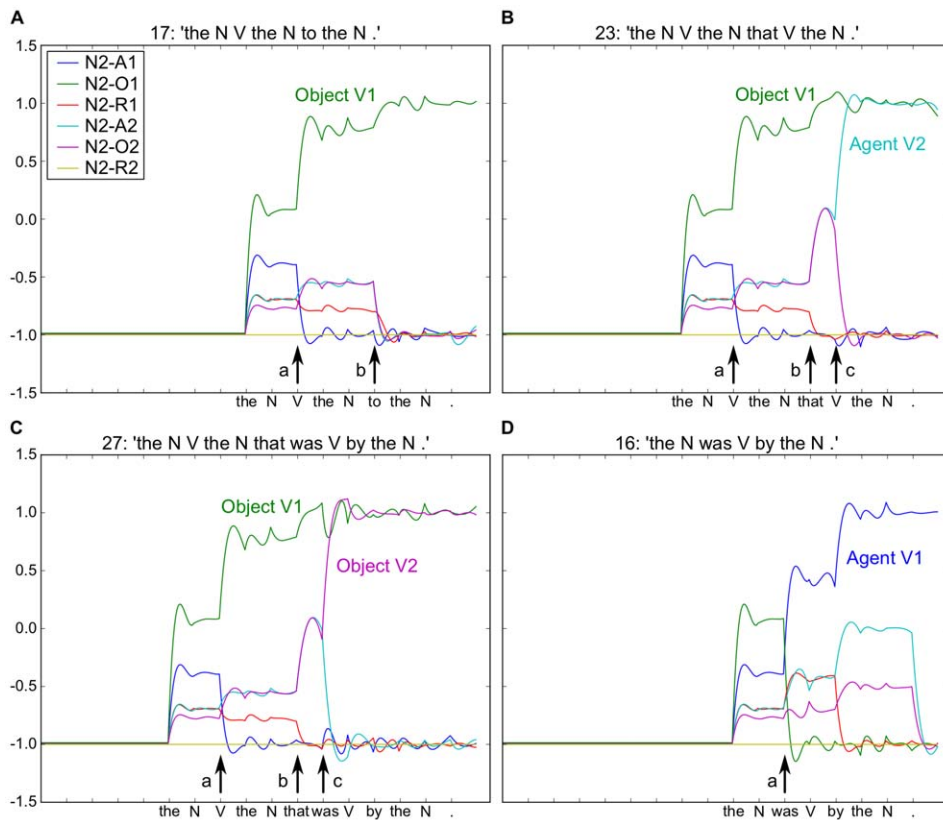 A
17: 'the N V the N to the N .'
1.5
1.0
0.5
0.0
-0.5
-1.0
1.5
N2-A1
N2-O1
N2-R1
N2-A2
N2-O2
N2-R2
Object V1
a
b
the N V the N to the N .
B
23: 'the N V the N that V the N .'
Object V1
Agent V2
a
b
c
the N V the N that V the N .
C
27: 'the N V the N that was V by the N .'
1.5
1.0
0.5
0.0
-0.5
-1.0
1.5
Object V1
Object V2
a
b
c
the N V the N that was V by the N .
D
16: 'the N was V by the N .'
Agent V1
a
the N was V by the N .